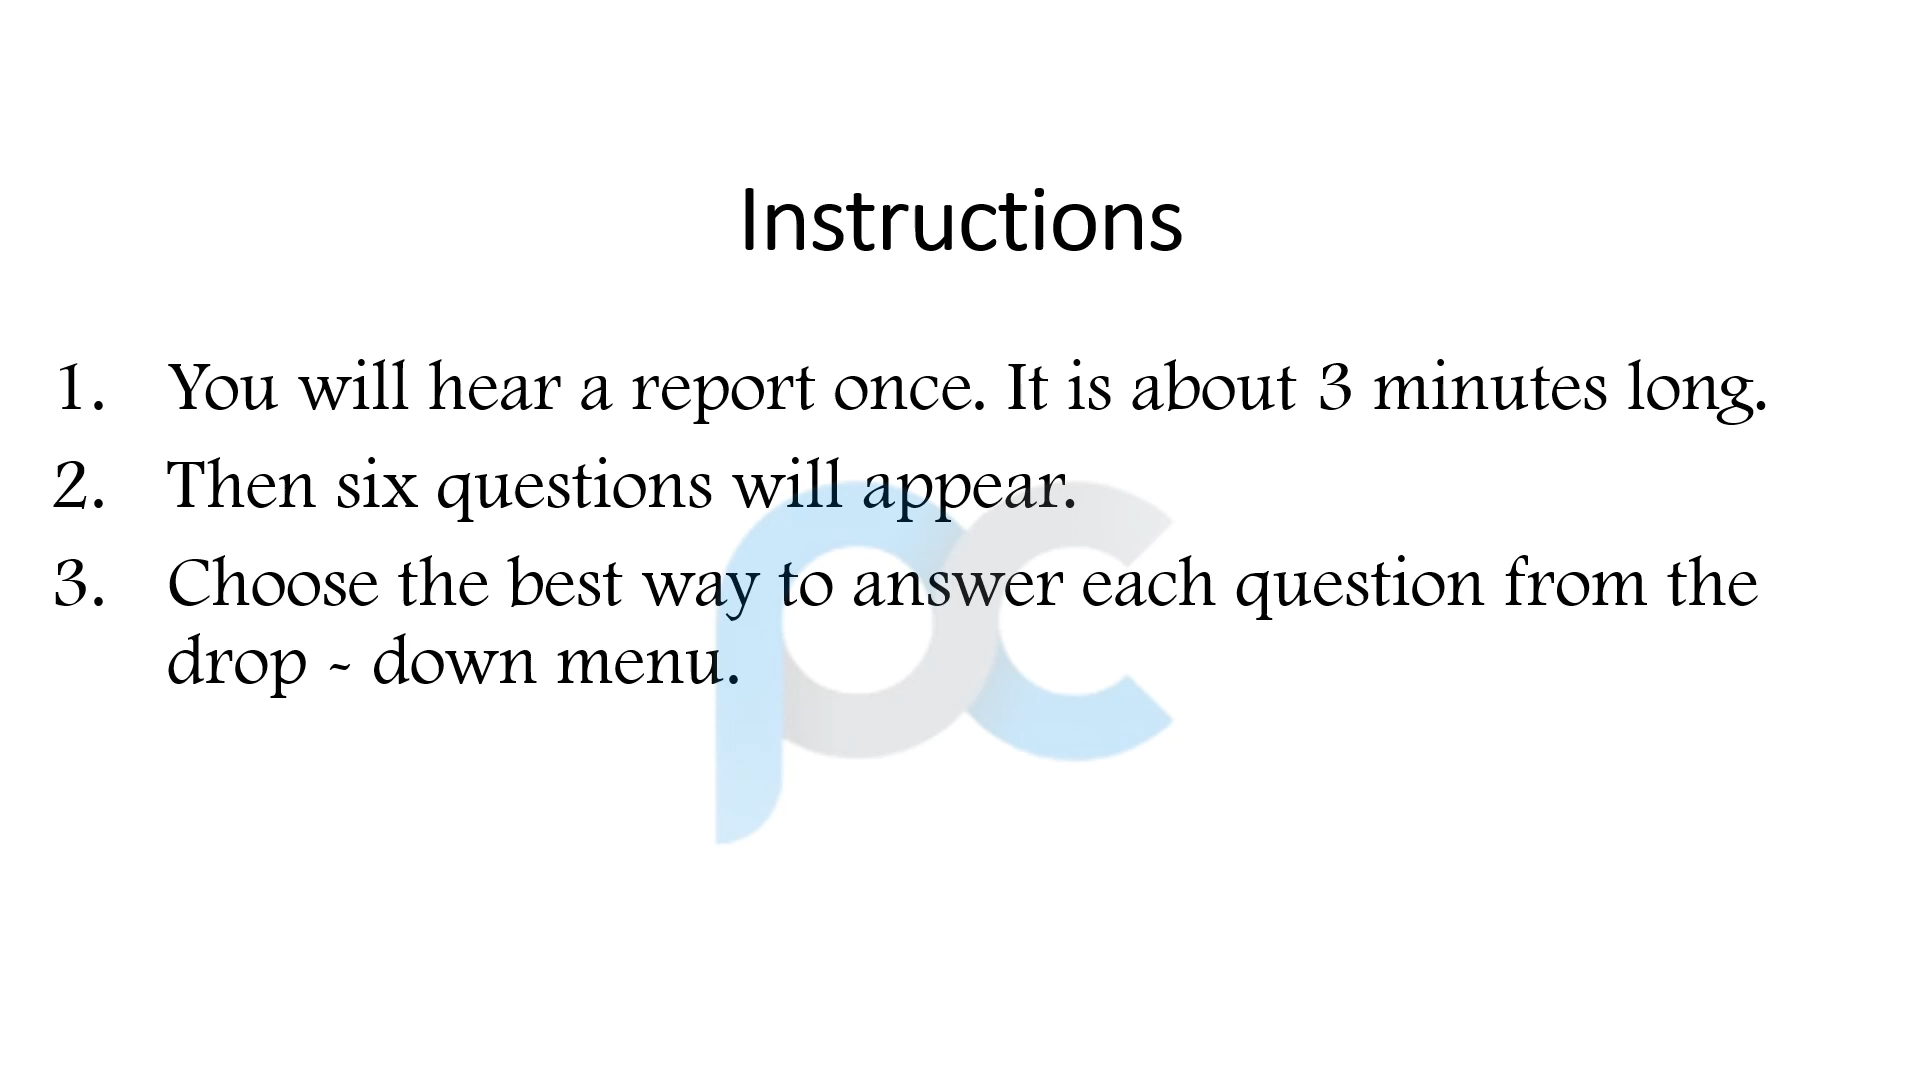 Instructions
1. You will hear a report once. It is about 3 minutes long.
2. Then six questions will appear.
3. Choose the best way to answer each question from the
drop - down menu.
pc